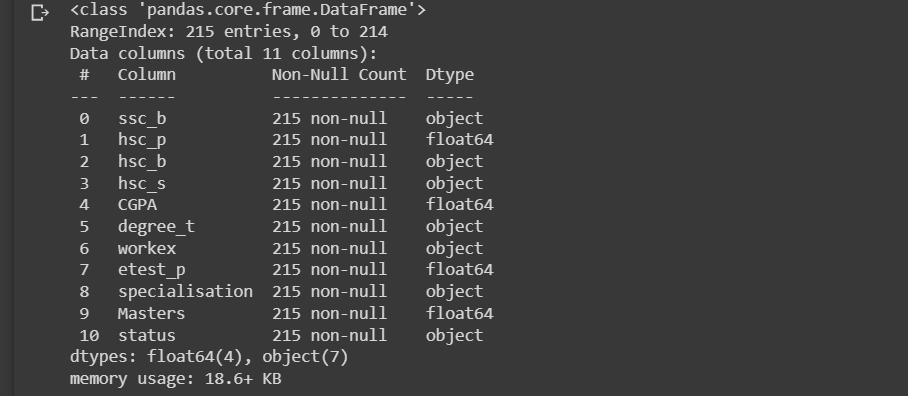 <class 'pandas.core.frame.DataFrame'>
RangeIndex: 215 entries, 0 to 214
Data columns (total 11 columns):
 #   Column          Non-Null Count  Dtype
---  ------          --------------  -----
 0   ssc_b           215 non-null    object
 1   hsc_p           215 non-null    float64
 2   hsc_b           215 non-null    object
 3   hsc_s           215 non-null    object
 4   CGPA            215 non-null    float64
 5   degree_t        215 non-null    object
 6   workex          215 non-null    object
 7   etest_p         215 non-null    float64
 8   specialisation  215 non-null    object
 9   Masters         215 non-null    float64
 10  status          215 non-null    object
dtypes: float64(4), object(7)
memory usage: 18.6+ KB